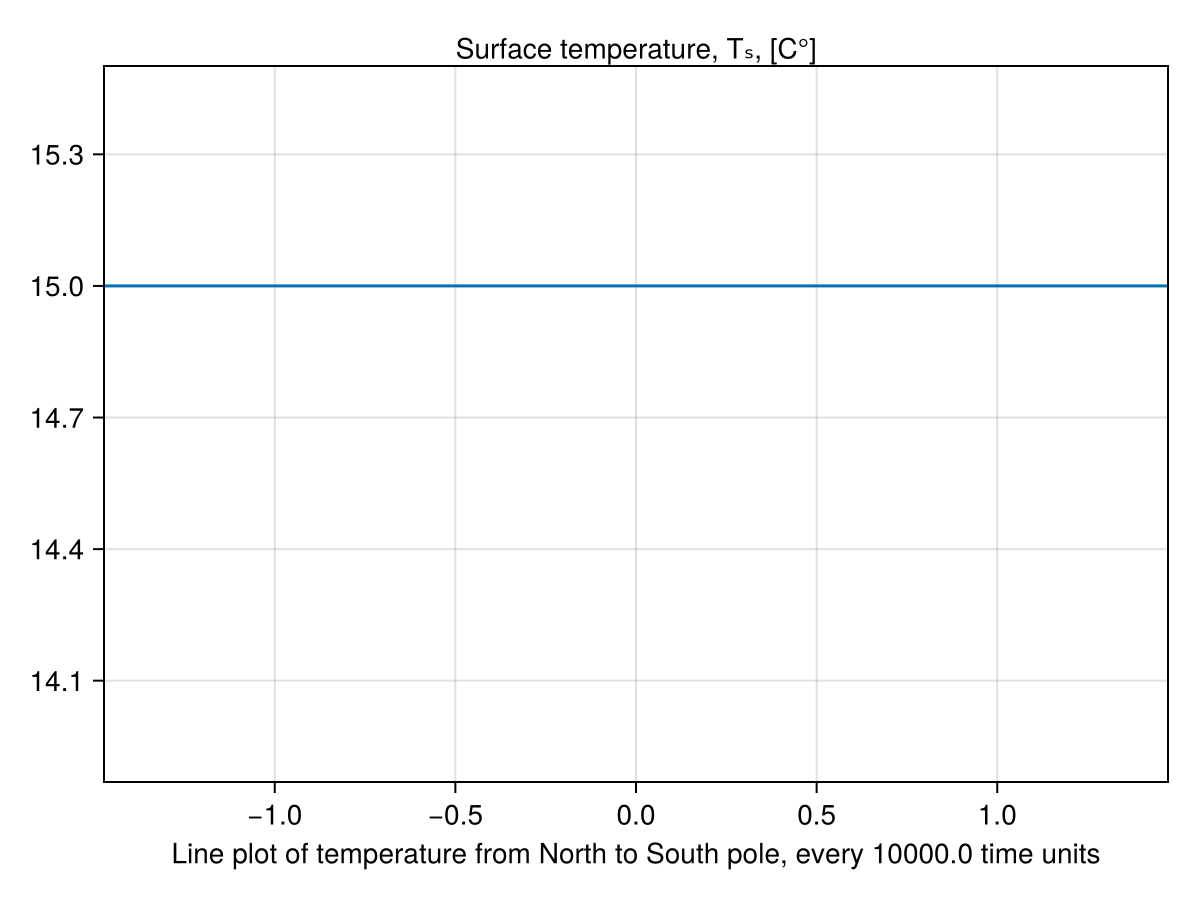 Surface temperature, Tₛ, [C°]
15.3
15.0
14.7
14.4
14.1
−1.0 −0.5 0.0 0.5 1.0
Line plot of temperature from North to South pole, every 10000.0 time units